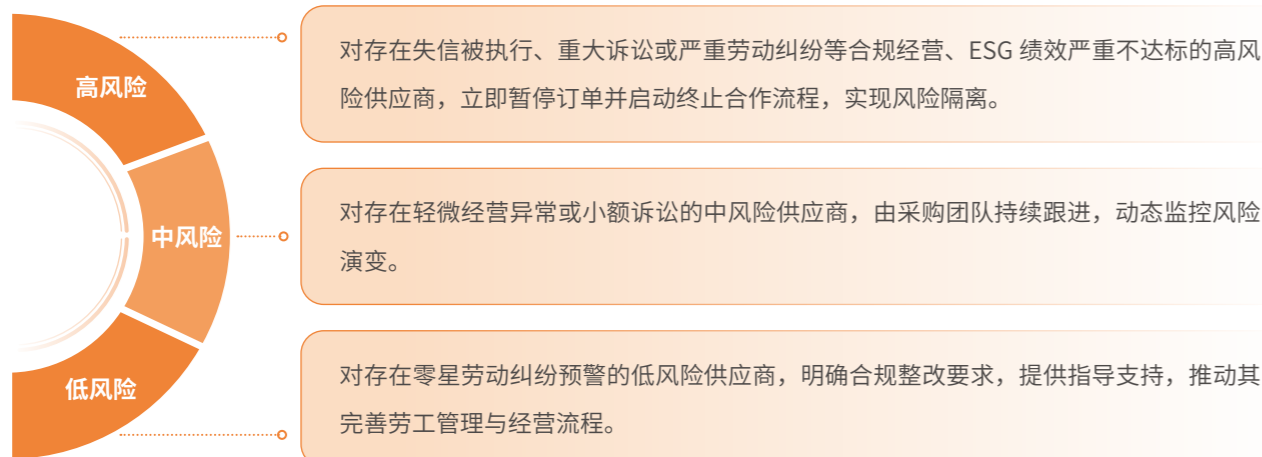 高风险
对存在失信被执行、重大诉讼或严重劳动纠纷等合规经营、ESG 绩效严重不达标的高风
险供应商，立即暂停订单并启动终止合作流程，实现风险隔离。
中风险
对存在轻微经营异常或小额诉讼的中风险供应商，由采购团队持续跟进，动态监控风险
演变。
低风险
对存在零星劳动纠纷预警的低风险供应商，明确合规整改要求，提供指导支持，推动其
完善劳工管理与经营流程。